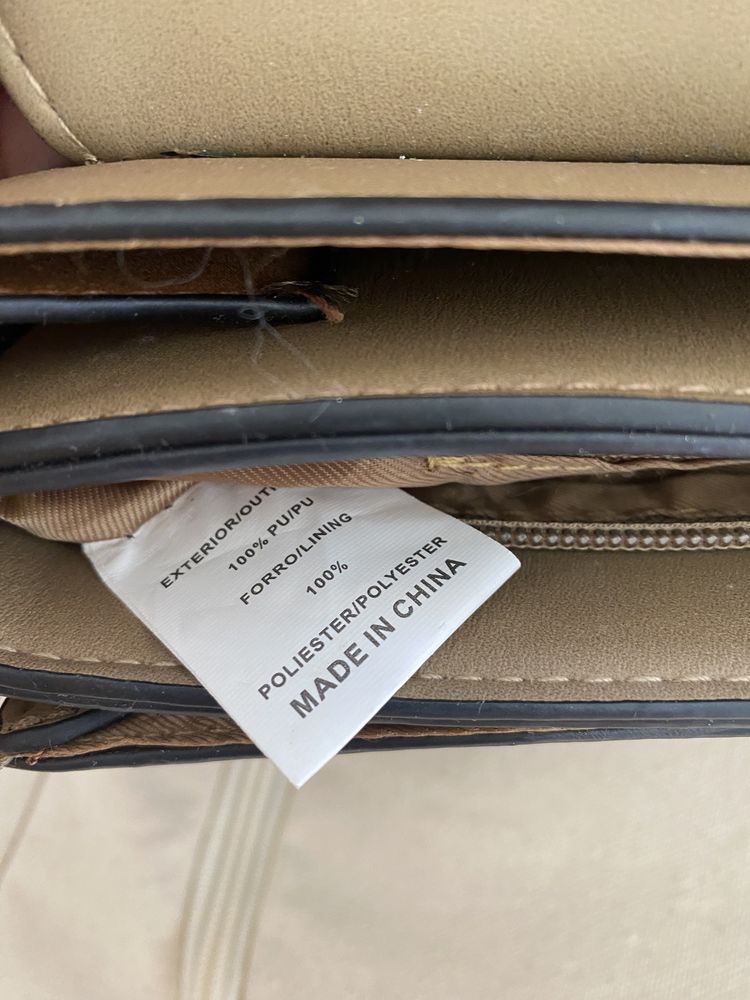 EXTERIOR/OUT
100% PU/PU
FORRO/LINING
100%
POLIESTER/POLYESTER
MADE IN CHINA